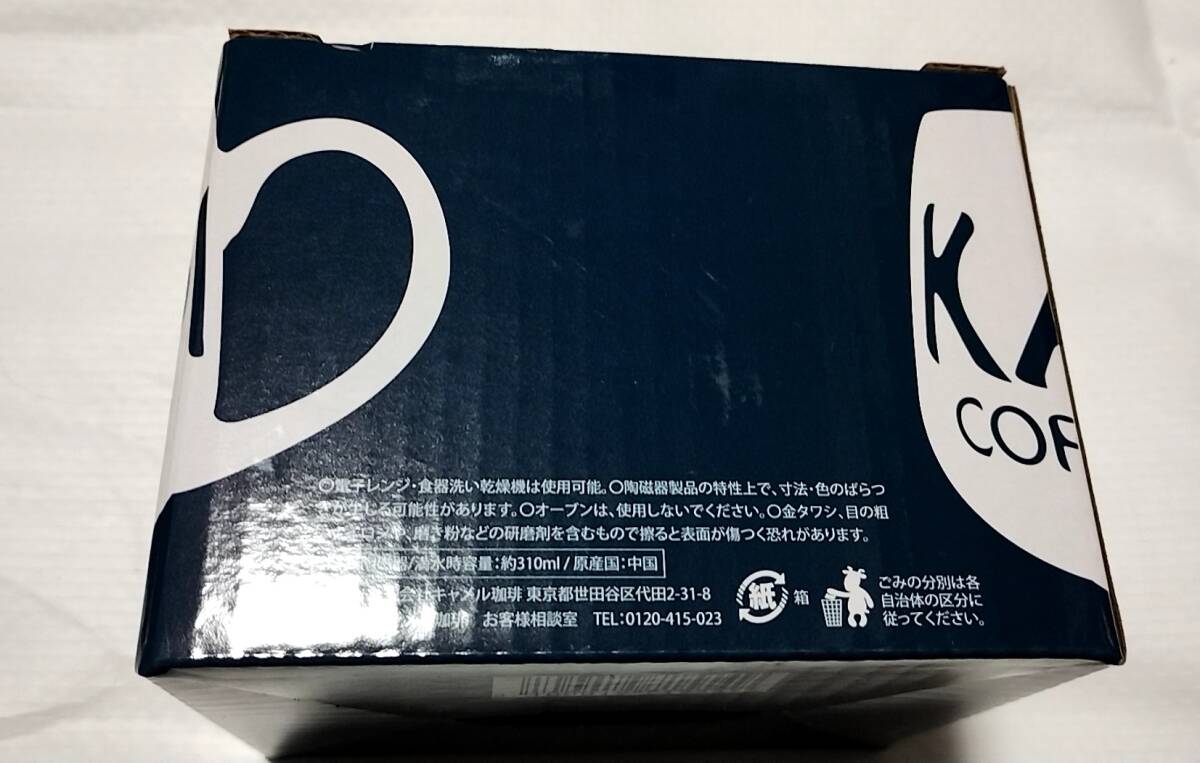 KA
COF
〇電子レンジ・食器洗い乾燥機は使用可能。〇陶磁器製品の特性上で、寸法・色のばらつ
きが生じる可能性があります。〇オーブンは、使用しないでください。〇金タワシ、目の粗
磨き粉などの研磨剤を含むもので擦ると表面が傷つく恐れがあります。
/満水時容量：約310ml / 原産国：中国
キャメル珈琲 東京都世田谷区代田2-31-8
珈琲 お客様相談室 TEL：0120-415-023
紙 箱
ごみの分別は各
自治体の区分に
従ってください。